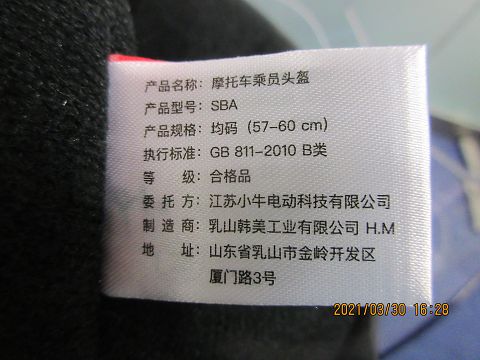 产品名称：摩托车乘员头盔
产品型号：SBA
产品规格：均码（57-60 cm）
执行标准：GB 811-2010 B类
等 级：合格品
委 托 方：江苏小牛电动科技有限公司
制 造 商：乳山韩美工业有限公司 H.M
地 址：山东省乳山市金岭开发区
厦门路3号
2021/03/30 16:28